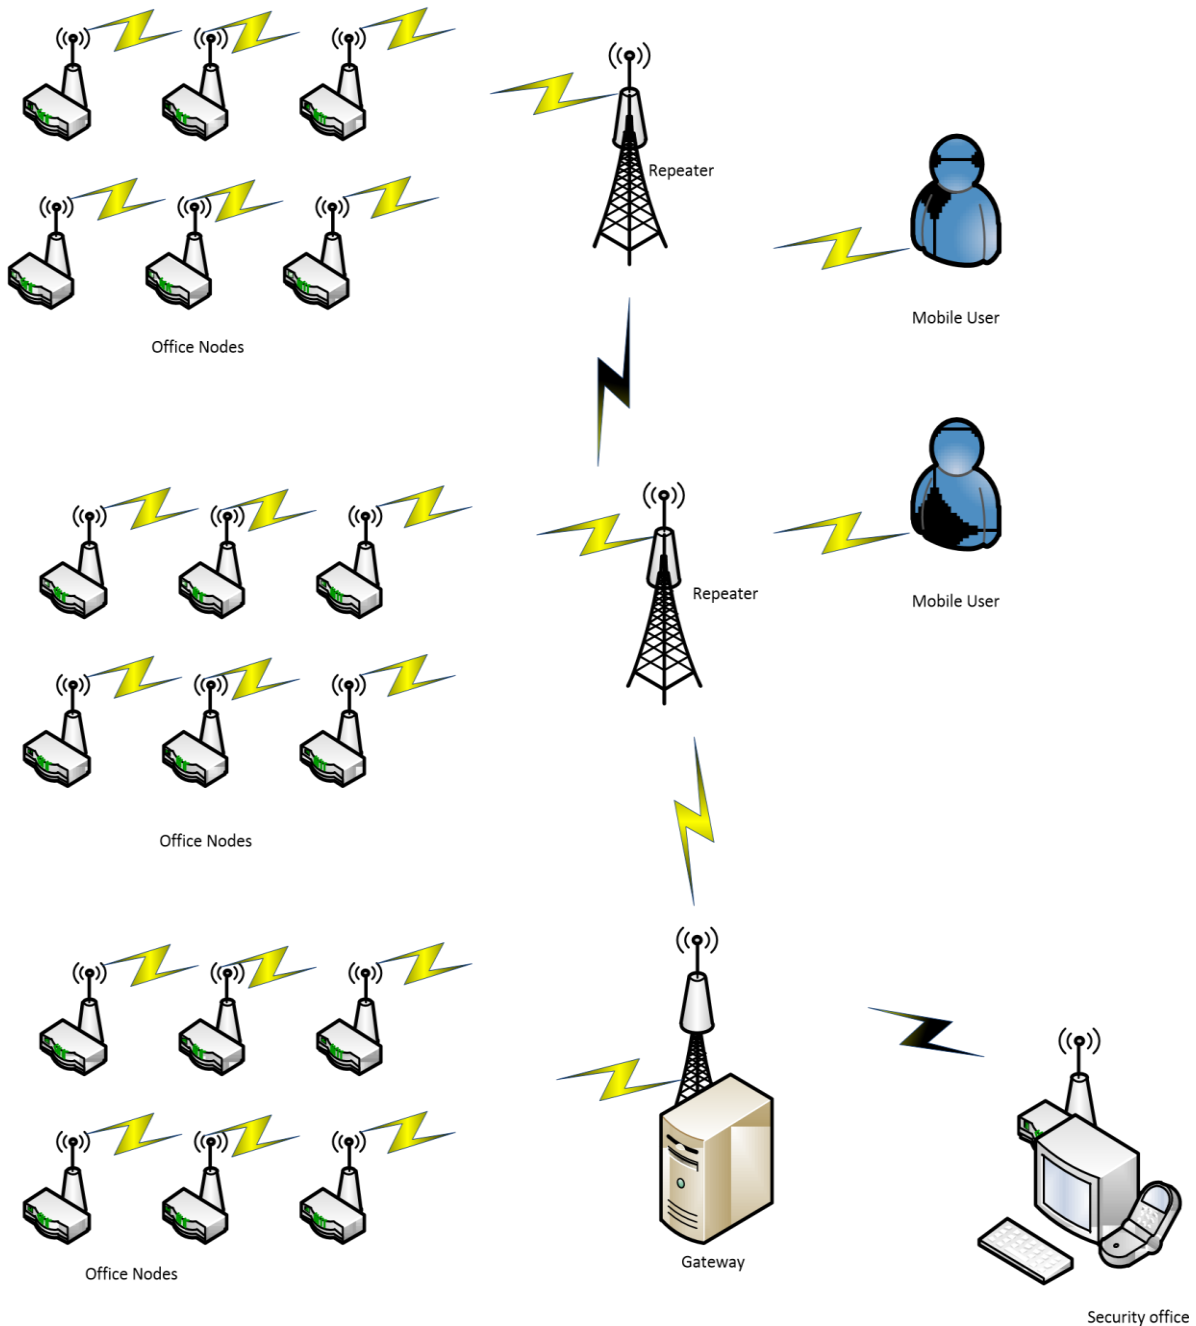 Repeater
Mobile User
Office Nodes
Repeater
Mobile User
Office Nodes
Gateway
Office Nodes
Security office